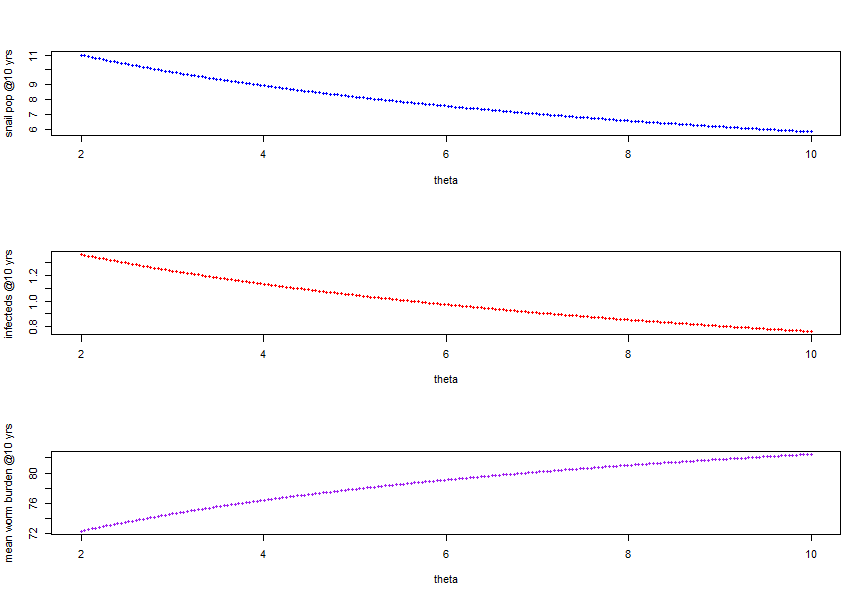 snail pop @10 yrs
11
9
8
7
6
2 4 6 8 10
theta
infecteds @10 yrs
1.2
1.0
0.8
2 4 6 8 10
theta
mean worm burden @10 yrs
80
76
72
2 4 6 8 10
theta